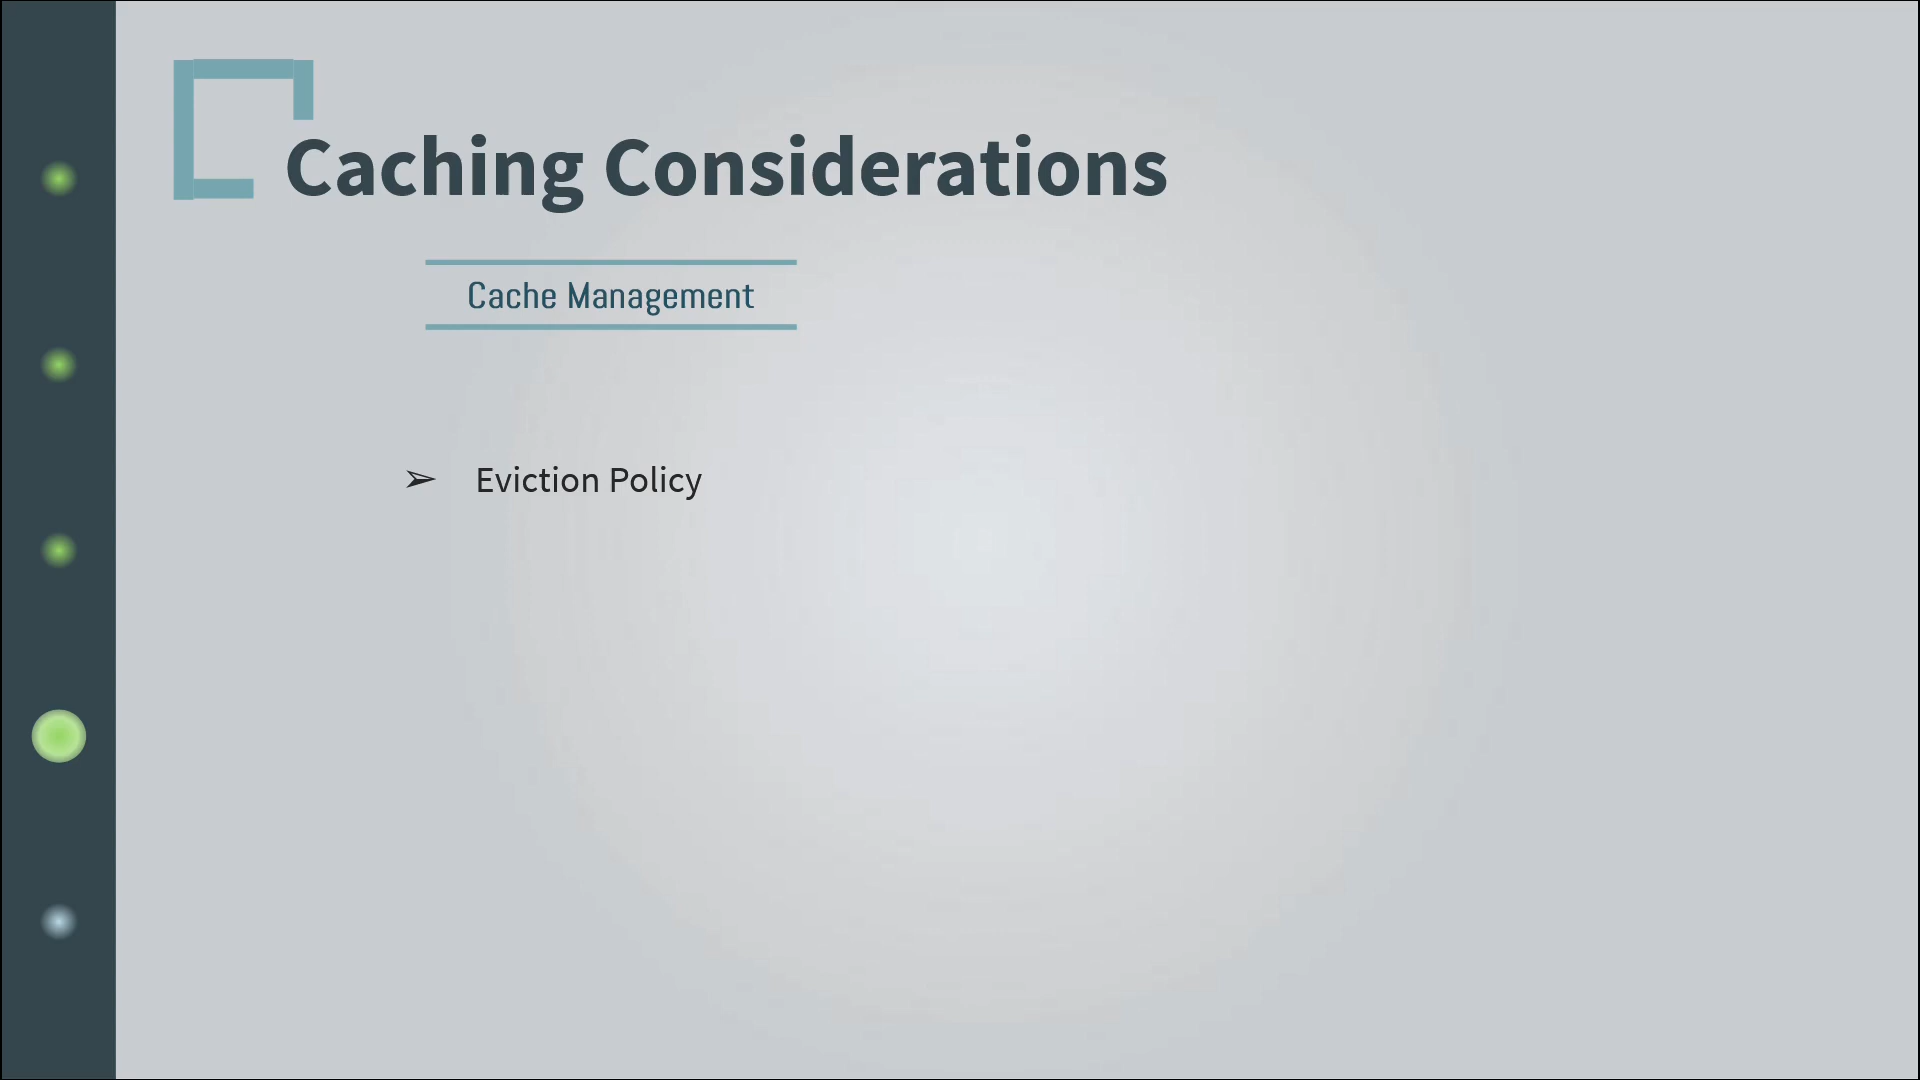 Caching Considerations
Cache Management
➢ Eviction Policy